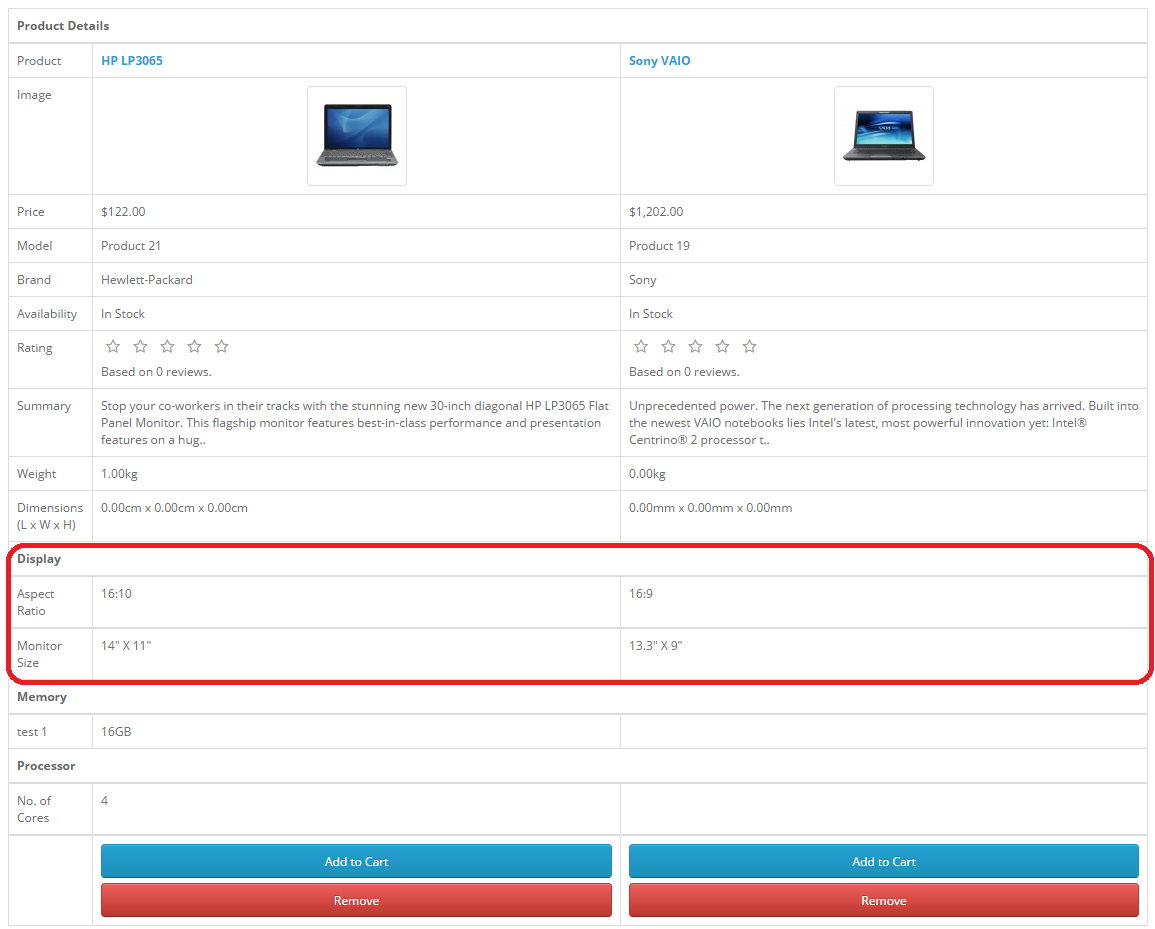 Product Details
Product HP LP3065 Sony VAIO
Image
Price $122.00 $1,202.00
Model Product 21 Product 19
Brand Hewlett-Packard Sony
Availability In Stock In Stock
Rating
Based on 0 reviews. Based on 0 reviews.
Summary Stop your co-workers in their tracks with the stunning new 30-inch diagonal HP LP3065 Flat Unprecedented power. The next generation of processing technology has arrived. Built into
Panel Monitor. This flagship monitor features best-in-class performance and presentation the newest VAIO notebooks lies Intel's latest, most powerful innovation yet: Intel®
features on a hug.. Centrino® 2 processor t..
Weight 1.00kg 0.00kg
Dimensions 0.00cm x 0.00cm x 0.00cm 0.00mm x 0.00mm x 0.00mm
(L x W x H)
Display
Aspect 16:10 16:9
Ratio
Monitor 14" X 11" 13.3" X 9"
Size
Memory
test 1 16GB
Processor
No. of 4
Cores
Add to Cart Add to Cart
Remove Remove